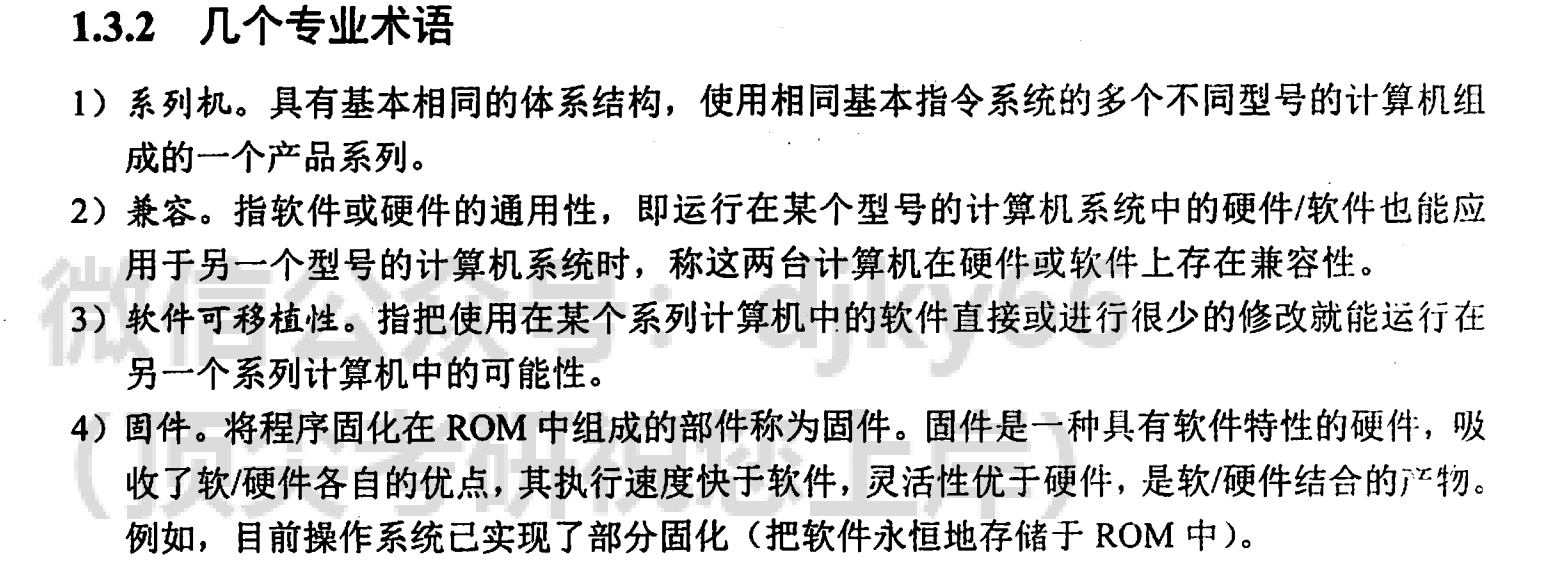 1.3.2 几个专业术语
1）系列机。具有基本相同的体系结构，使用相同基本指令系统的多个不同型号的计算机组
成的一个产品系列。
2）兼容。指软件或硬件的通用性，即运行在某个型号的计算机系统中的硬件/软件也能应
用于另一个型号的计算机系统时，称这两台计算机在硬件或软件上存在兼容性。
微信公众号：djky66
3）软件可移植性。指把使用在某个系列计算机中的软件直接或进行很少的修改就能运行在
另一个系列计算机中的可能性。
4）固件。将程序固化在 ROM 中组成的部件称为固件。固件是一种具有软件特性的硬件，吸
收了软/硬件各自的优点，其执行速度快于软件，灵活性优于硬件，是软/硬件结合的产物。
（顶尖考研祝您上岸）
例如，目前操作系统已实现了部分固化（把软件永恒地存储于 ROM 中）。